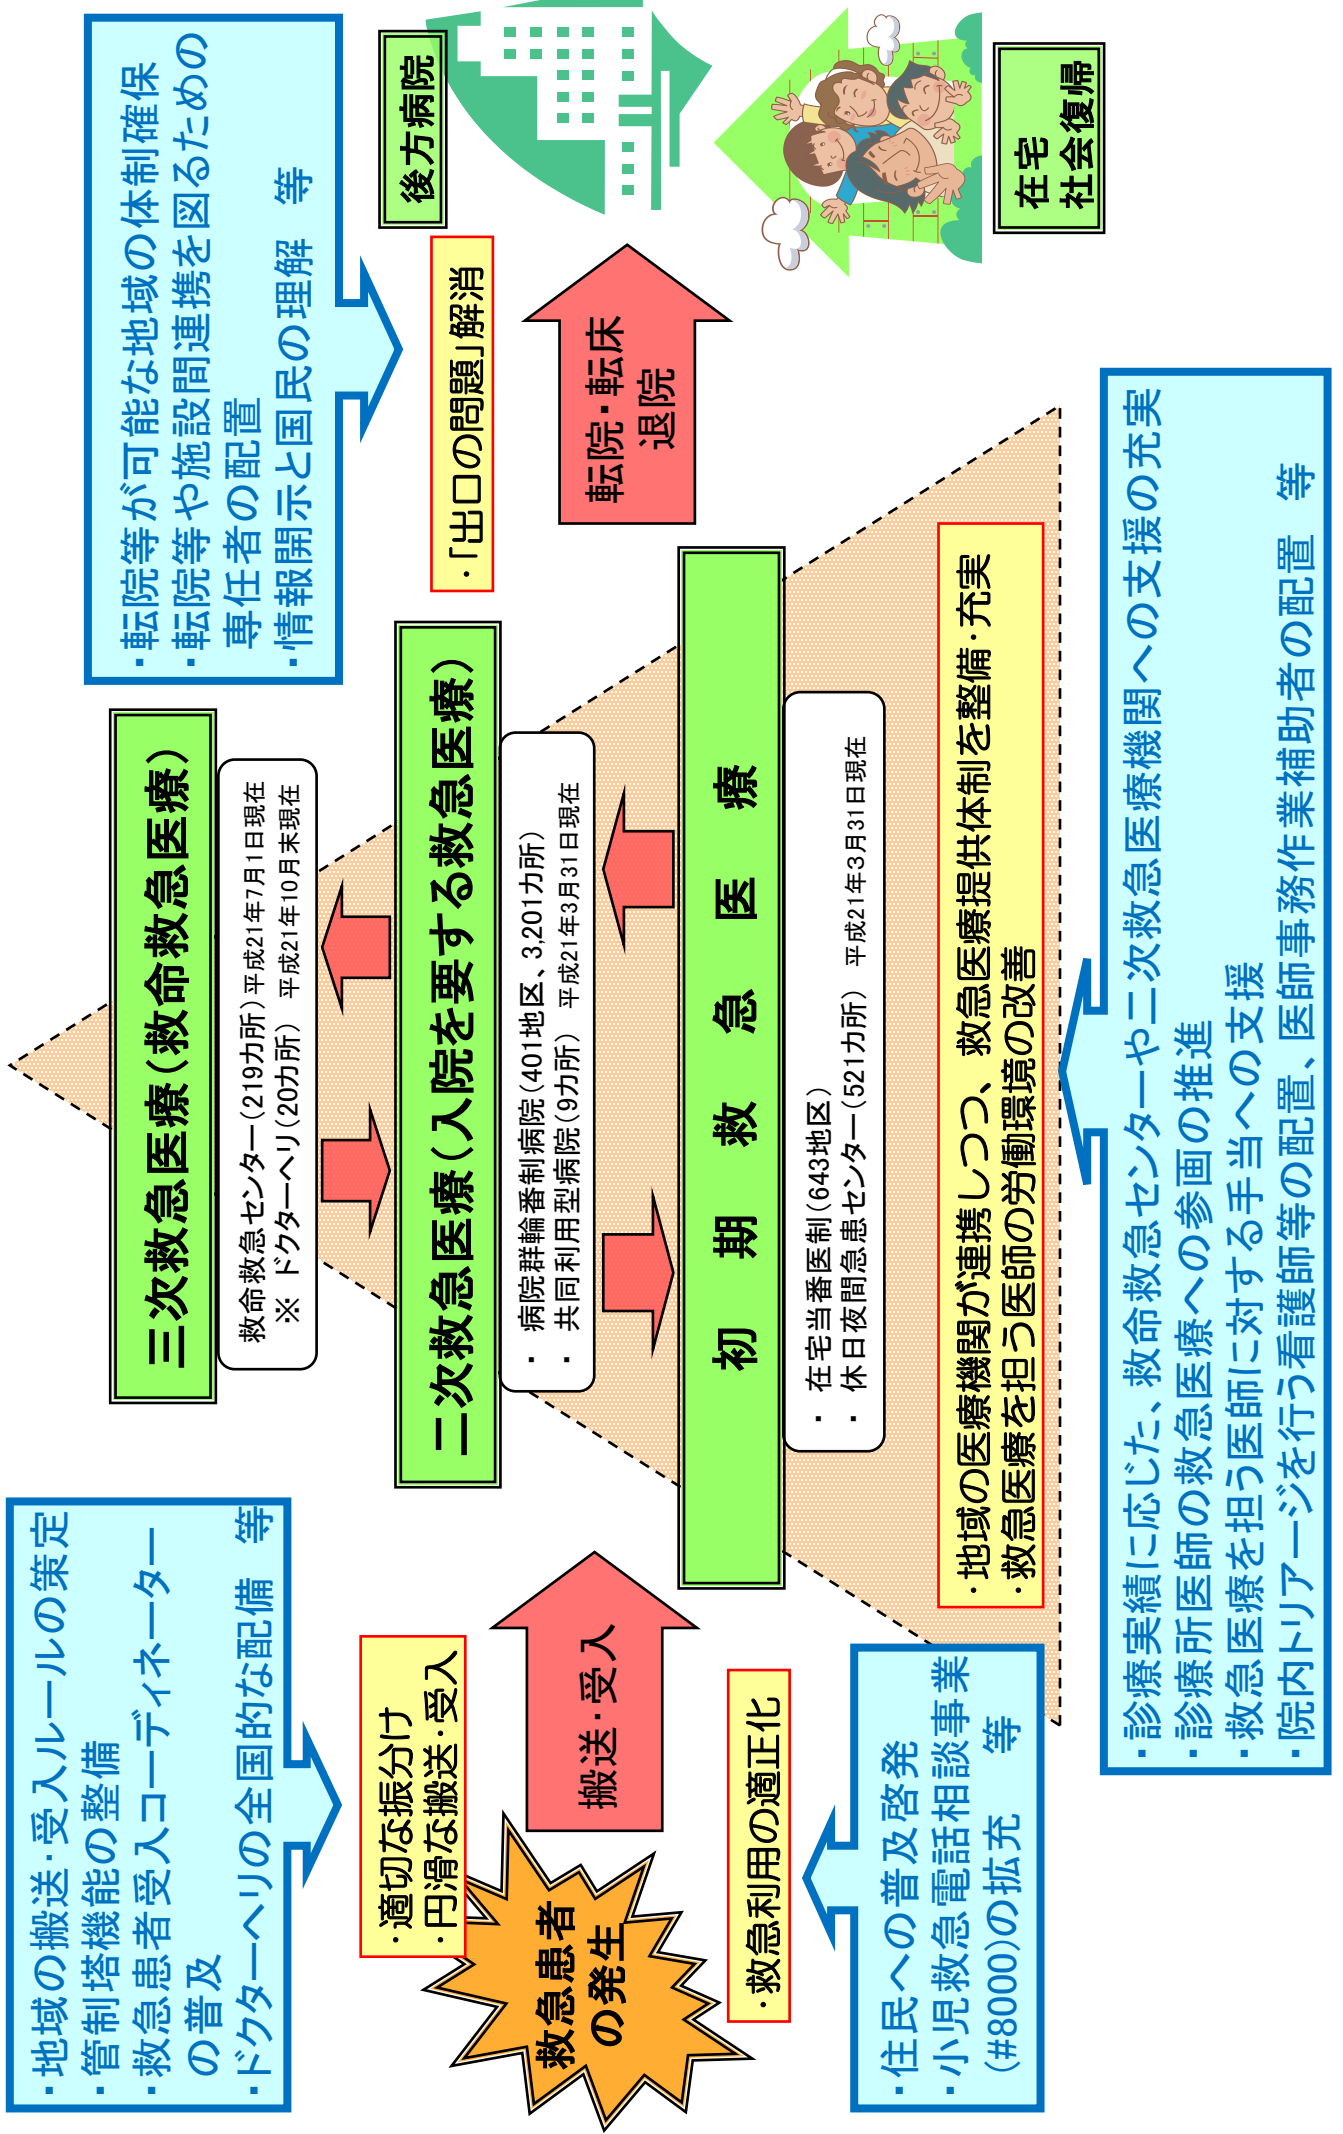 ・地域の搬送・受入ルールの策定
・管制塔機能の整備
・救急患者受入コーディネーター
の普及
・ドクターヘリの全国的な配備　等
・適切な振分け
・円滑な搬送・受入
救急患者
の発生
搬送・受入
・救急利用の適正化
・住民への普及啓発
・小児救急電話相談事業
(#8000)の拡充　等
三次救急医療(救命救急医療)
救命救急センター(219カ所)平成21年7月1日現在
※　ドクターヘリ(20カ所)　平成21年10月末現在
二次救急医療(入院を要する救急医療)
・　病院群輪番制病院(401地区、3,201カ所)
・　共同利用型病院(9カ所)　平成21年3月31日現在
初　期　救　急　医　療
・　在宅当番医制(643地区)
・　休日夜間急患センター(521カ所)　平成21年3月31日現在
・地域の医療機関が連携しつつ、救急医療提供体制を整備・充実
・救急医療を担う医師の労働環境の改善
・診療実績に応じた、救命救急センターや二次救急医療機関への支援の充実
・診療所医師の救急医療への参画の推進
・救急医療を担う医師に対する手当への支援
・院内トリアージを行う看護師等の配置、医師事務作業補助者の配置　等
・転院等が可能な地域の体制確保
・転院等や施設間連携を図るための
専任者の配置
・情報開示と国民の理解　等
・「出口の問題」解消
転院・転床
退院
後方病院
在宅
社会復帰